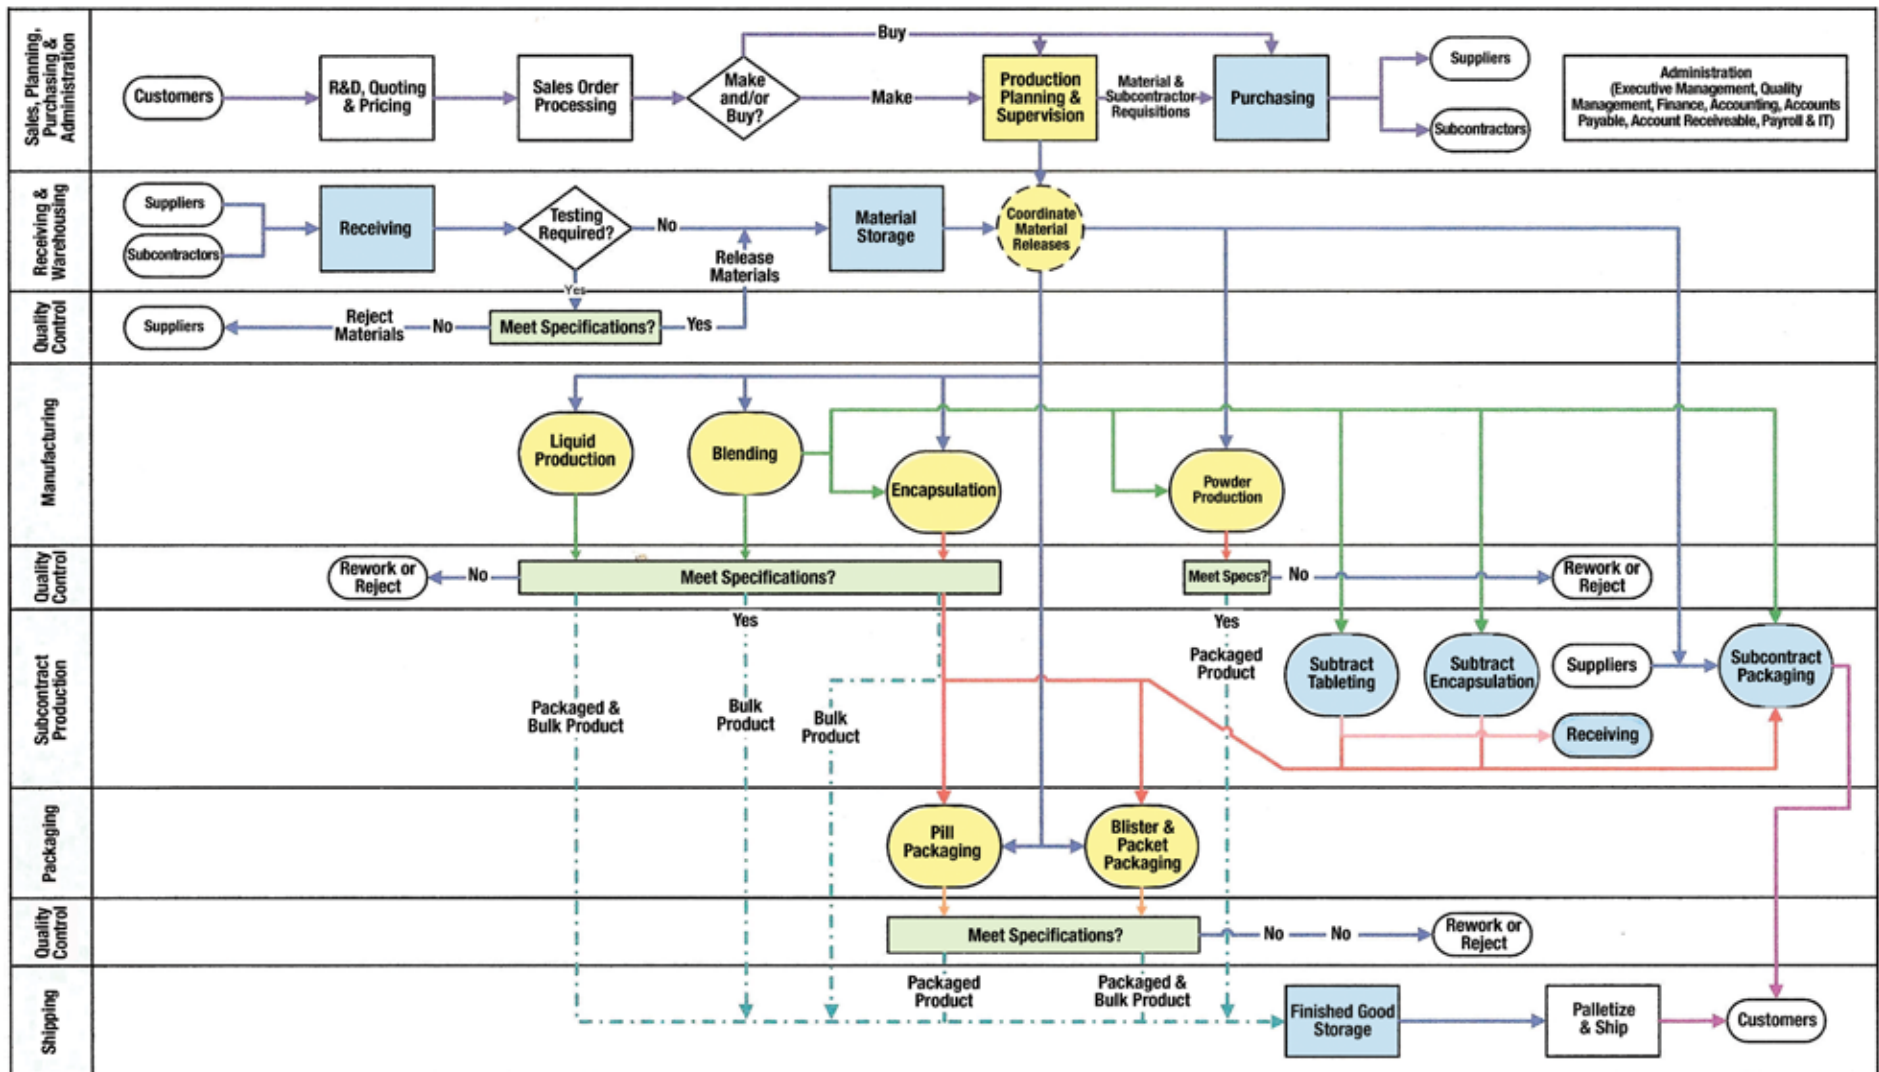 Sales, Planning,
Purchasing &
Administration
Customers
R&D, Quoting
& Pricing
Sales Order
Processing
Make
and/or
Buy?
Buy
Make
Production
Planning &
Supervision
Material &
Subcontractor
Requisitions
Purchasing
Suppliers
Subcontractors
Administration
(Executive Management, Quality
Management, Finance, Accounting, Accounts
Payable, Account Receiveable, Payroll & IT)
Receiving &
Warehousing
Suppliers
Subcontractors
Receiving
Testing
Required?
No
Yes
Release
Materials
Material
Storage
Coordinate
Material
Releases
Quality
Control
Suppliers
Reject
Materials
No
Meet Specifications?
Yes
Manufacturing
Liquid
Production
Blending
Encapsulation
Powder
Production
Quality
Control
Rework or
Reject
No
Meet Specifications?
Meet Specs?
No
Rework or
Reject
Subcontract
Production
Yes
Packaged &
Bulk Product
Bulk
Product
Bulk
Product
Yes
Packaged
Product
Subtract
Tableting
Subtract
Encapsulation
Suppliers
Receiving
Subcontract
Packaging
Packaging
Pill
Packaging
Blister &
Packet
Packaging
Quality
Control
Meet Specifications?
No
No
Rework or
Reject
Shipping
Packaged
Product
Packaged &
Bulk Product
Finished Good
Storage
Palletize
& Ship
Customers